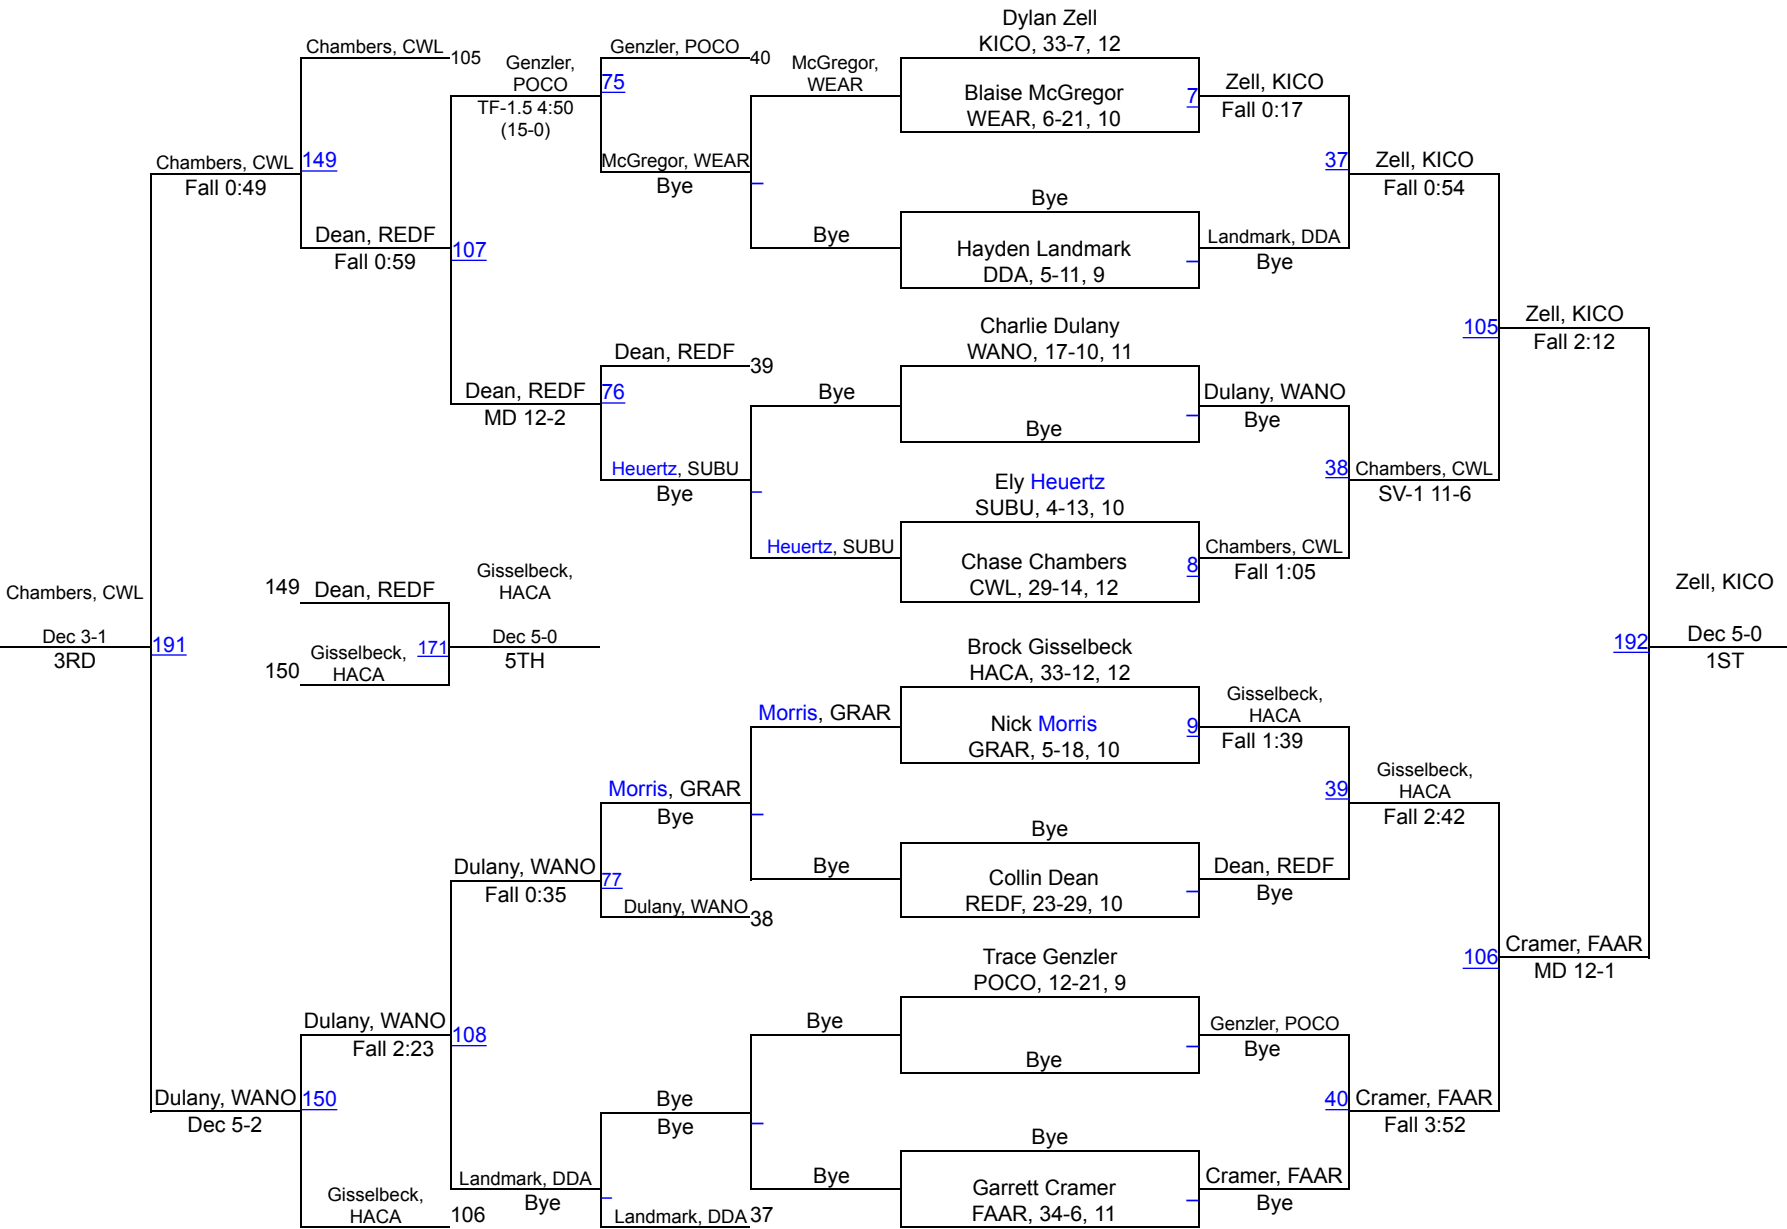 Dylan Zell
KICO, 33-7, 12
Chambers, CWL
105
Genzler,
POCO
TF-1.5 4:50
(15-0)
Genzler, POCO
40
75
McGregor,
WEAR
Blaise McGregor
WEAR, 6-21, 10
7
Zell, KICO
Fall 0:17
Chambers, CWL
Fall 0:49
149
McGregor, WEAR
Bye
37
Zell, KICO
Fall 0:54
Bye
Dean, REDF
Fall 0:59
107
Bye
Hayden Landmark
DDA, 5-11, 9
Landmark, DDA
Bye
Charlie Dulany
WANO, 17-10, 11
105
Zell, KICO
Fall 2:12
Dean, REDF
39
Dean, REDF
MD 12-2
76
Bye
Bye
Dulany, WANO
Bye
Heuertz, SUBU
Bye
Ely Heuertz
SUBU, 4-13, 10
38
Chambers, CWL
SV-1 11-6
Heuertz, SUBU
Chase Chambers
CWL, 29-14, 12
8
Chambers, CWL
Fall 1:05
Chambers, CWL
Dec 3-1
3RD
191
149
Dean, REDF
Gisselbeck,
HACA
150
Gisselbeck,
HACA
171
Dec 5-0
5TH
Zell, KICO
192
Dec 5-0
1ST
Brock Gisselbeck
HACA, 33-12, 12
Morris, GRAR
Nick Morris
GRAR, 5-18, 10
9
Gisselbeck,
HACA
Fall 1:39
Morris, GRAR
Bye
39
Gisselbeck,
HACA
Fall 2:42
Bye
Dulany, WANO
Fall 0:35
77
Bye
Collin Dean
REDF, 23-29, 10
Dean, REDF
Bye
Dulany, WANO
38
Trace Genzler
POCO, 12-21, 9
106
Cramer, FAAR
MD 12-1
Dulany, WANO
Fall 2:23
108
Bye
Bye
Genzler, POCO
Bye
Dulany, WANO
Dec 5-2
150
Bye
Bye
40
Cramer, FAAR
Fall 3:52
Bye
Landmark, DDA
Bye
Bye
Garrett Cramer
FAAR, 34-6, 11
Cramer, FAAR
Bye
Gisselbeck,
HACA
106
Landmark, DDA
37